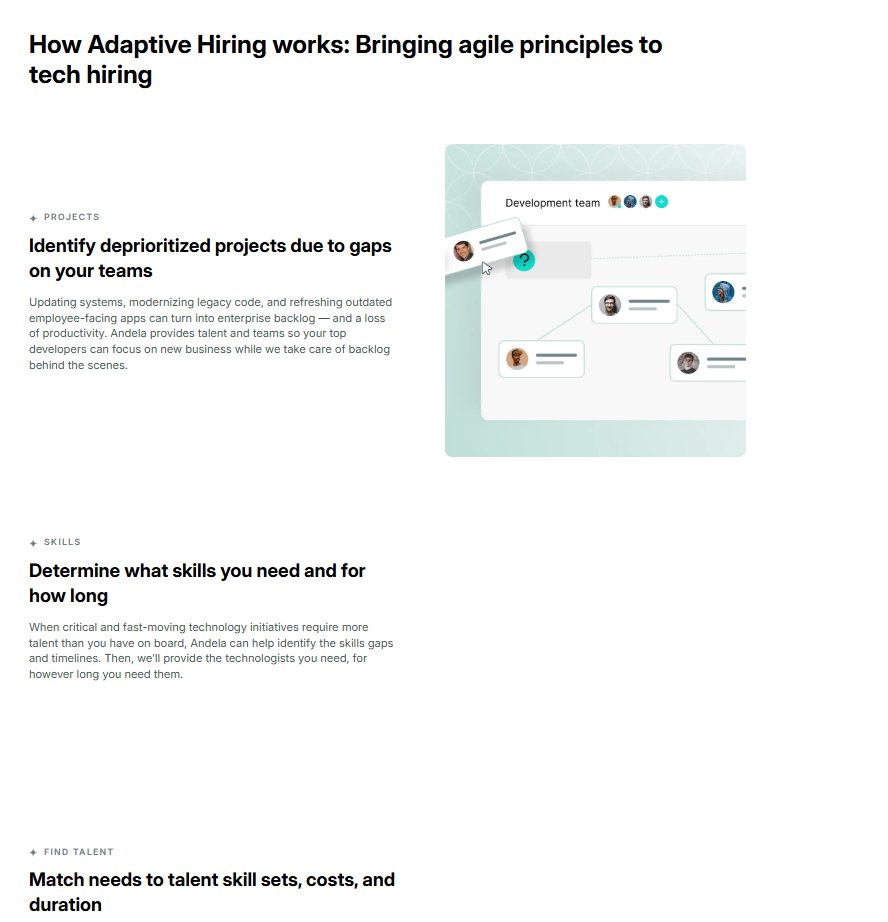 How Adaptive Hiring works: Bringing agile principles to
tech hiring
PROJECTS
Identify deprioritized projects due to gaps
on your teams
Updating systems, modernizing legacy code, and refreshing outdated
employee-facing apps can turn into enterprise backlog — and a loss
of productivity. Andela provides talent and teams so your top
developers can focus on new business while we take care of backlog
behind the scenes.
Development team
+
?
SKILLS
Determine what skills you need and for
how long
When critical and fast-moving technology initiatives require more
talent than you have on board, Andela can help identify the skills gaps
and timelines. Then, we'll provide the technologists you need, for
however long you need them.
FIND TALENT
Match needs to talent skill sets, costs, and
duration